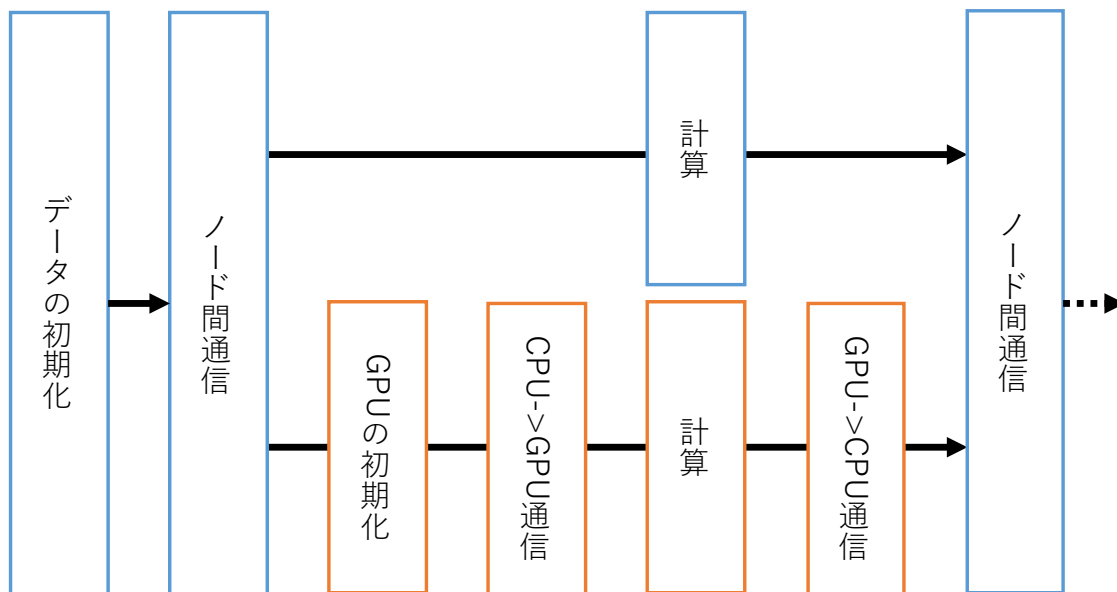 データの初期化
ノード間通信
計算
GPUの初期化
CPU->GPU通信
計算
GPU->CPU通信
ノード間通信